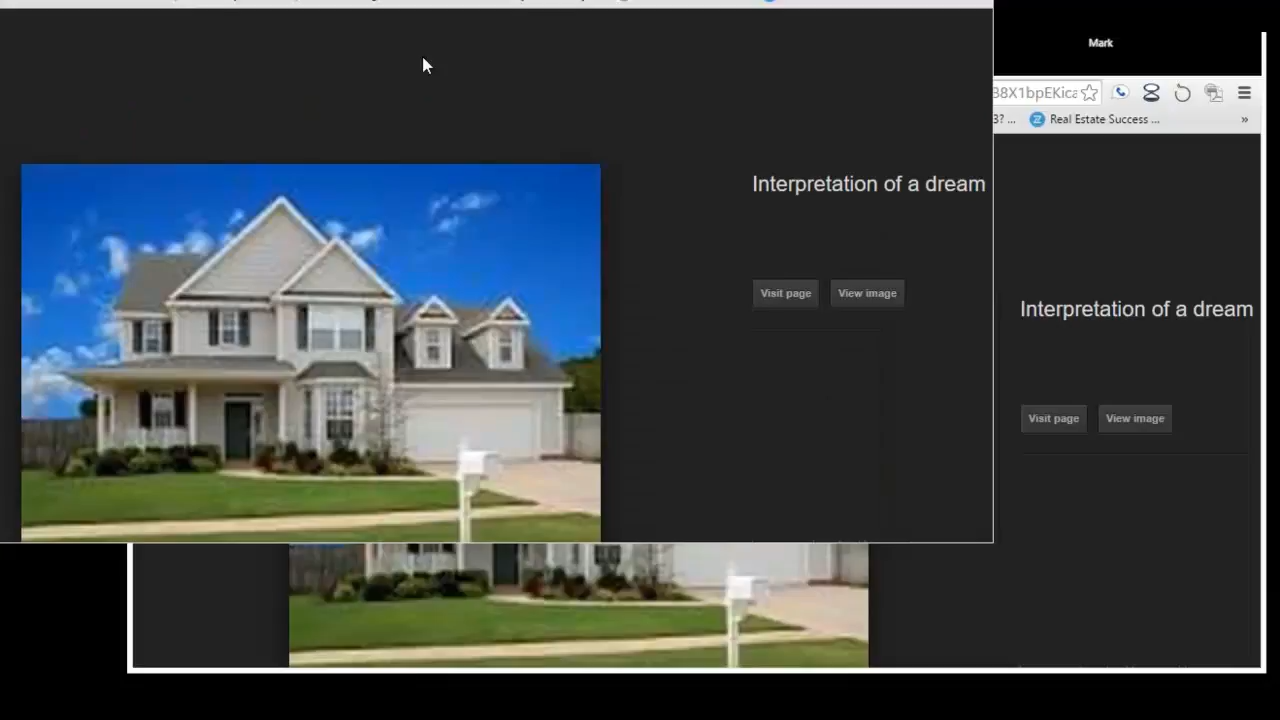 Mark
B8X1bpEKica
3? ...
Real Estate Success ...
»
Interpretation of a dream
Visit page
View image
Interpretation of a dream
Visit page
View image